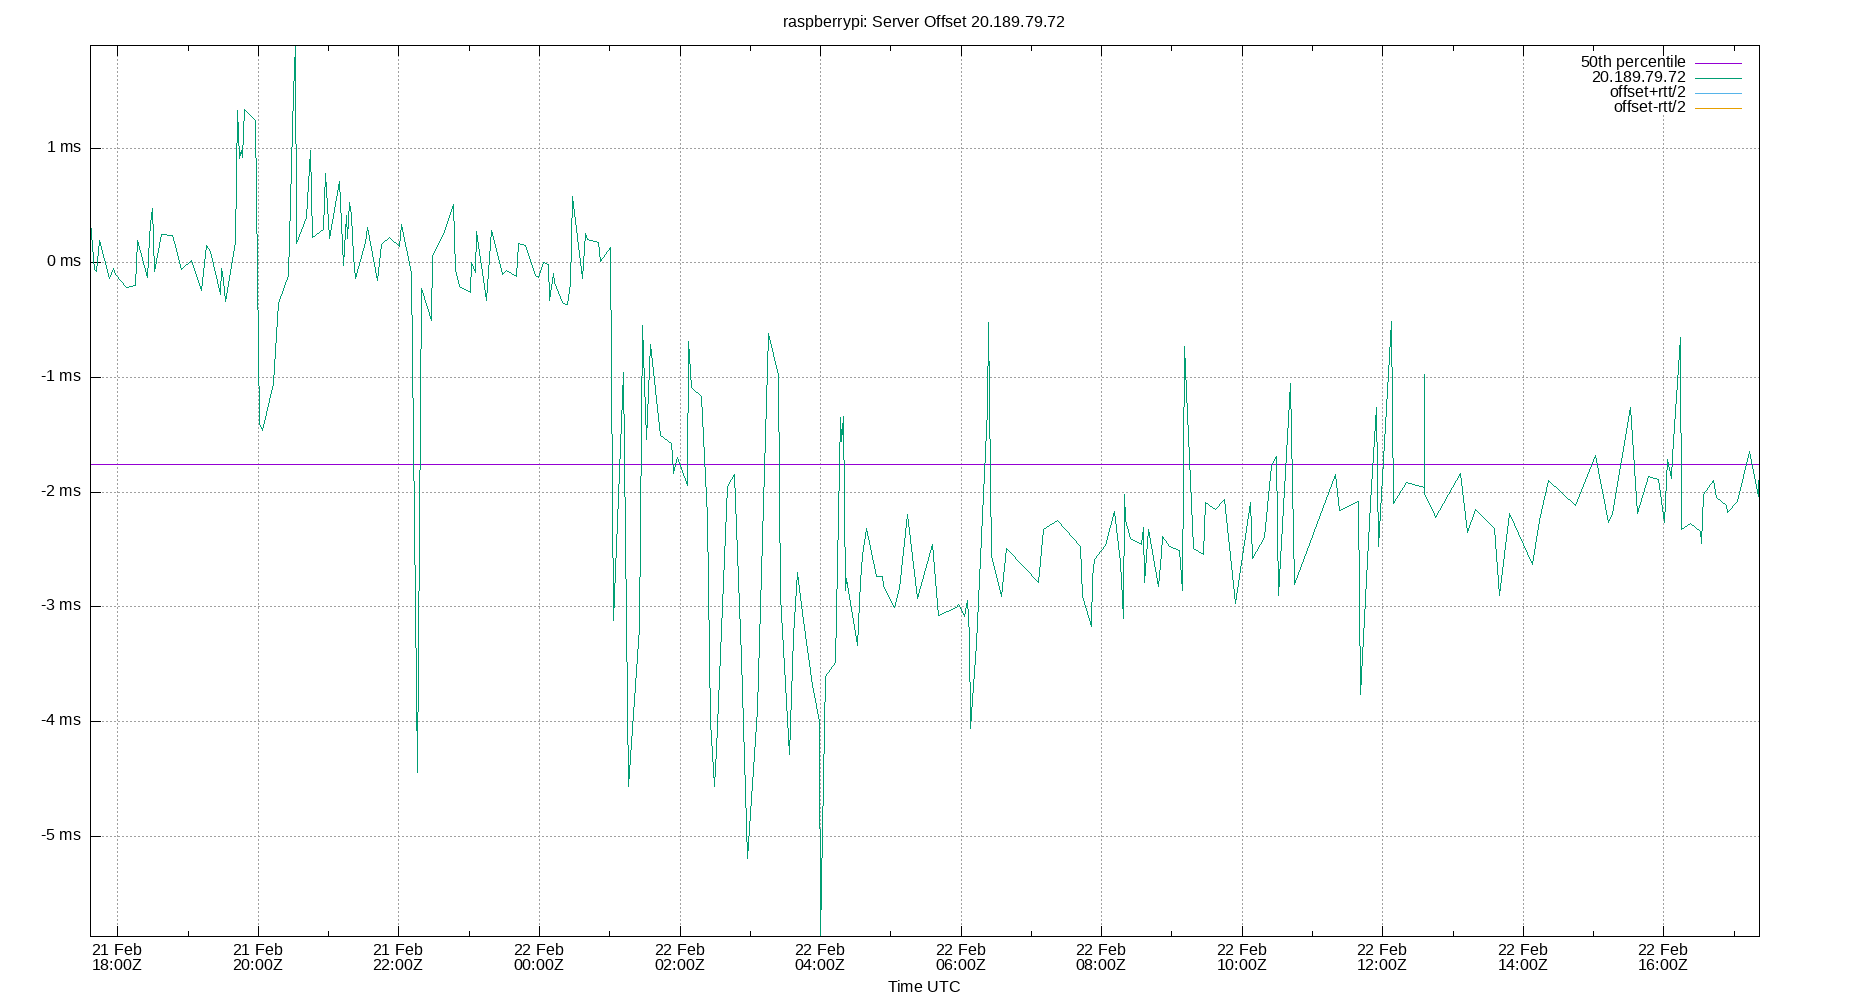 raspberrypi: Server Offset 20.189.79.72
50th percentile
20.189.79.72
offset+rtt/2
offset-rtt/2
1 ms
0 ms
-1 ms
-2 ms
-3 ms
-4 ms
-5 ms
21 Feb 21 Feb 21 Feb 22 Feb 22 Feb 22 Feb 22 Feb 22 Feb 22 Feb 22 Feb 22 Feb 22 Feb
18:00Z 20:00Z 22:00Z 00:00Z 02:00Z 04:00Z 06:00Z 08:00Z 10:00Z 12:00Z 14:00Z 16:00Z
Time UTC